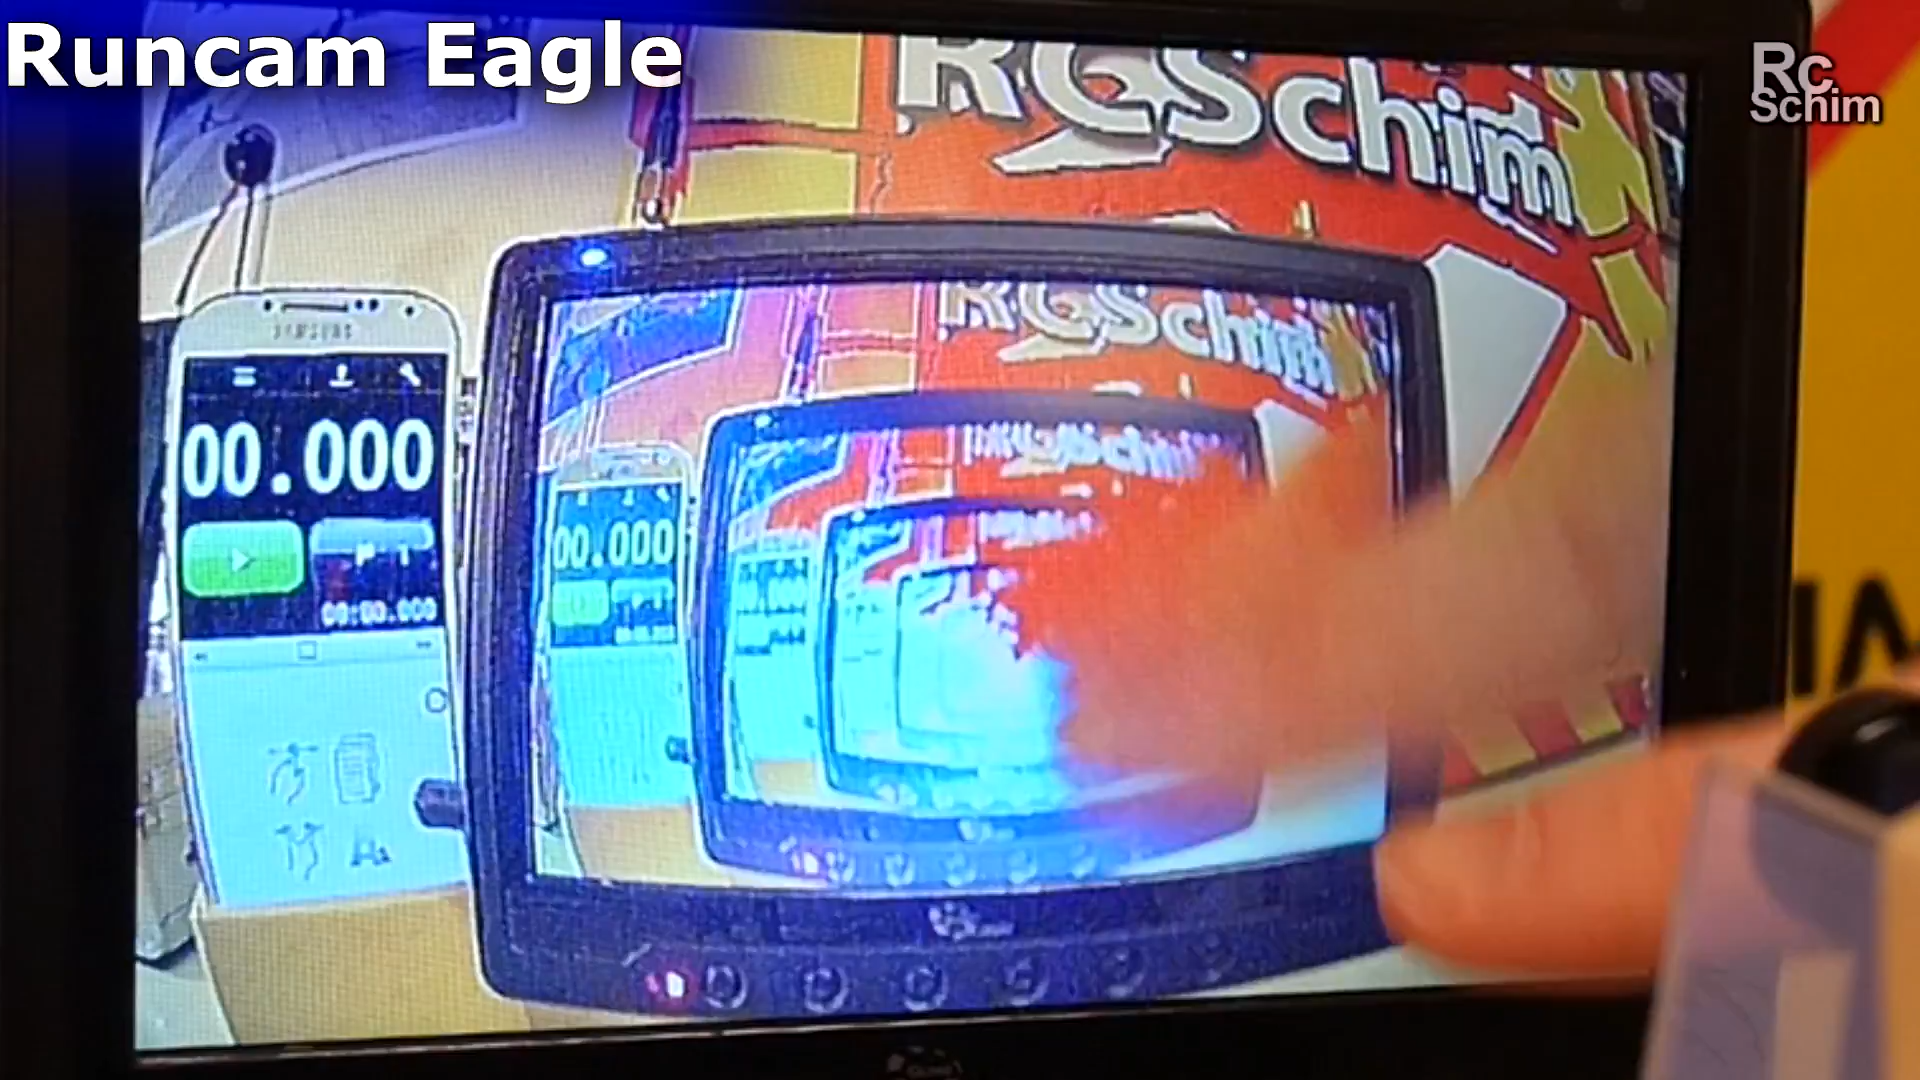 Runcam Eagle
Rc
Schim
RCSchim
SAMSUNG
00.000
00:00.000
RCSchim
00.000